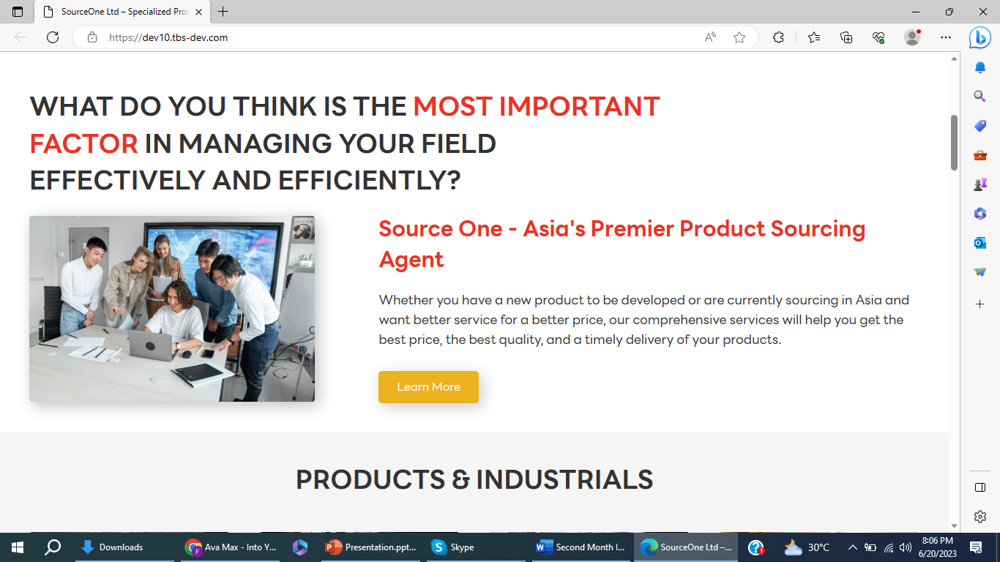 SourceOne Ltd – Specialized Pro
https://dev10.tbs-dev.com
WHAT DO YOU THINK IS THE MOST IMPORTANT
FACTOR IN MANAGING YOUR FIELD
EFFECTIVELY AND EFFICIENTLY?
Source One - Asia's Premier Product Sourcing
Agent
Whether you have a new product to be developed or are currently sourcing in Asia and
want better service for a better price, our comprehensive services will help you get the
best price, the best quality, and a timely delivery of your products.
Learn More
PRODUCTS & INDUSTRIALS
Downloads
Ava Max - Into Y...
Presentation.ppt...
Skype
Second Month I...
SourceOne Ltd –...
30°C
8:06 PM
6/20/2023